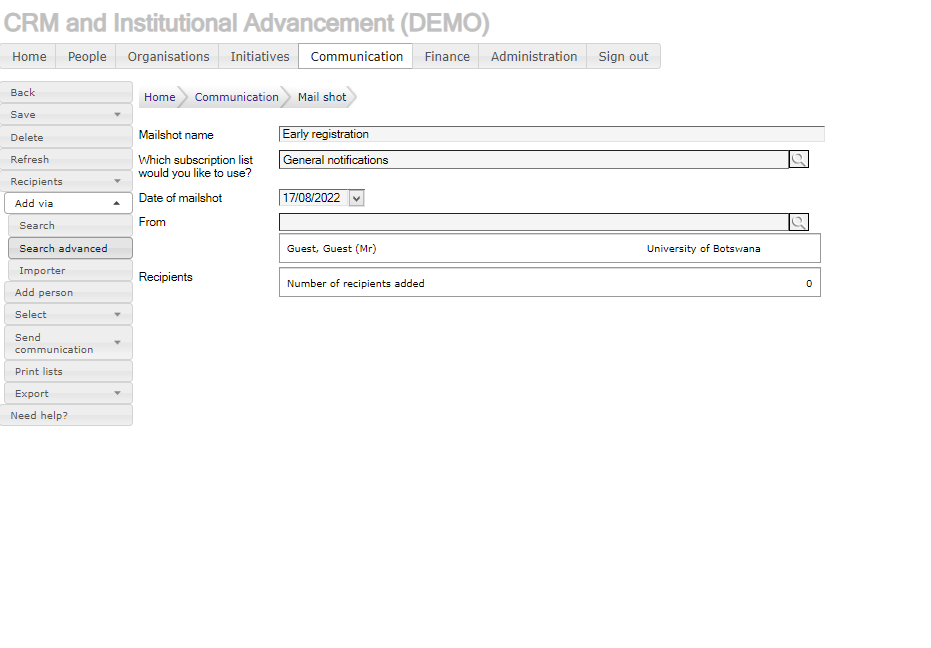 CRM and Institutional Advancement (DEMO)
Home People Organisations Initiatives Communication Finance Administration Sign out
Back
Save
Delete
Refresh
Recipients
Add via
Search
Search advanced
Importer
Add person
Select
Send
communication
Print lists
Export
Need help?
Home Communication Mail shot
Mailshot name Early registration
Which subscription list
would you like to use?
General notifications
Date of mailshot 17/08/2022
From
Guest, Guest (Mr) University of Botswana
Recipients
Number of recipients added 0